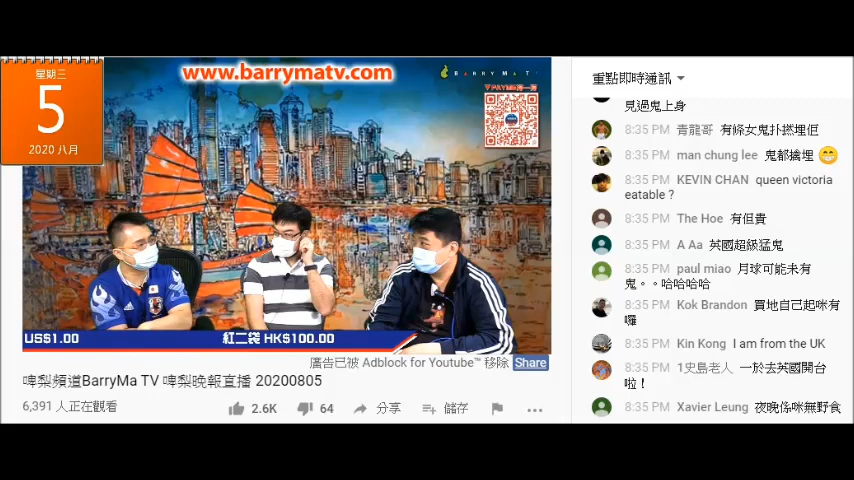 星期三
5
2020 八月
www.barrymatv.com
BARRY MA T
US$1.00
紅二袋 HK$100.00
廣告已被 Adblock for Youtube™ 移除 Share
啤梨頻道BarryMa TV 啤梨晚報直播 20200805
6,391 人正在觀看
2.6K
64
分享
儲存
重點即時通訊
見過鬼上身
8:35 PM 青龍哥 有條女鬼扑撚埋佢
8:35 PM man chung lee 鬼都擒埋
8:35 PM KEVIN CHAN queen victoria
eatable ?
8:35 PM The Hoe 有但貴
8:35 PM A Aa 英國超級猛鬼
8:35 PM paul miao 月球可能未有
鬼。。哈哈哈哈
8:35 PM Kok Brandon 買地自己起咪有
囉
8:35 PM Kin Kong I am from the UK
8:35 PM 1史島老人 一於去英國開台
啦！
8:35 PM Xavier Leung 夜晚係咪無野食